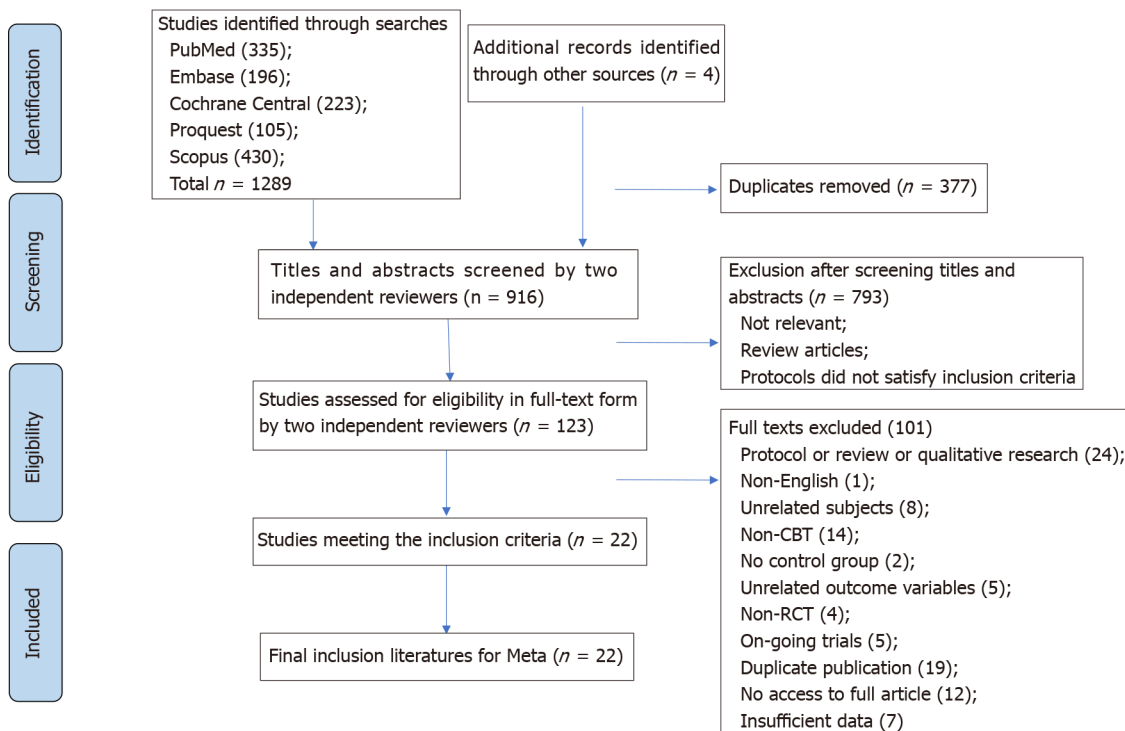 Identification
Studies identified through searches
PubMed (335);
Embase (196);
Cochrane Central (223);
Proquest (105);
Scopus (430);
Total n = 1289
Additional records identified
through other sources (n = 4)
Duplicates removed (n = 377)
Screening
Titles and abstracts screened by two
independent reviewers (n = 916)
Exclusion after screening titles and
abstracts (n = 793)
Not relevant;
Review articles;
Protocols did not satisfy inclusion criteria
Eligibility
Studies assessed for eligibility in full-text form
by two independent reviewers (n = 123)
Full texts excluded (101)
Protocol or review or qualitative research (24);
Non-English (1);
Unrelated subjects (8);
Non-CBT (14);
No control group (2);
Unrelated outcome variables (5);
Non-RCT (4);
On-going trials (5);
Duplicate publication (19);
No access to full article (12);
Insufficient data (7)
Studies meeting the inclusion criteria (n = 22)
Included
Final inclusion literatures for Meta (n = 22)